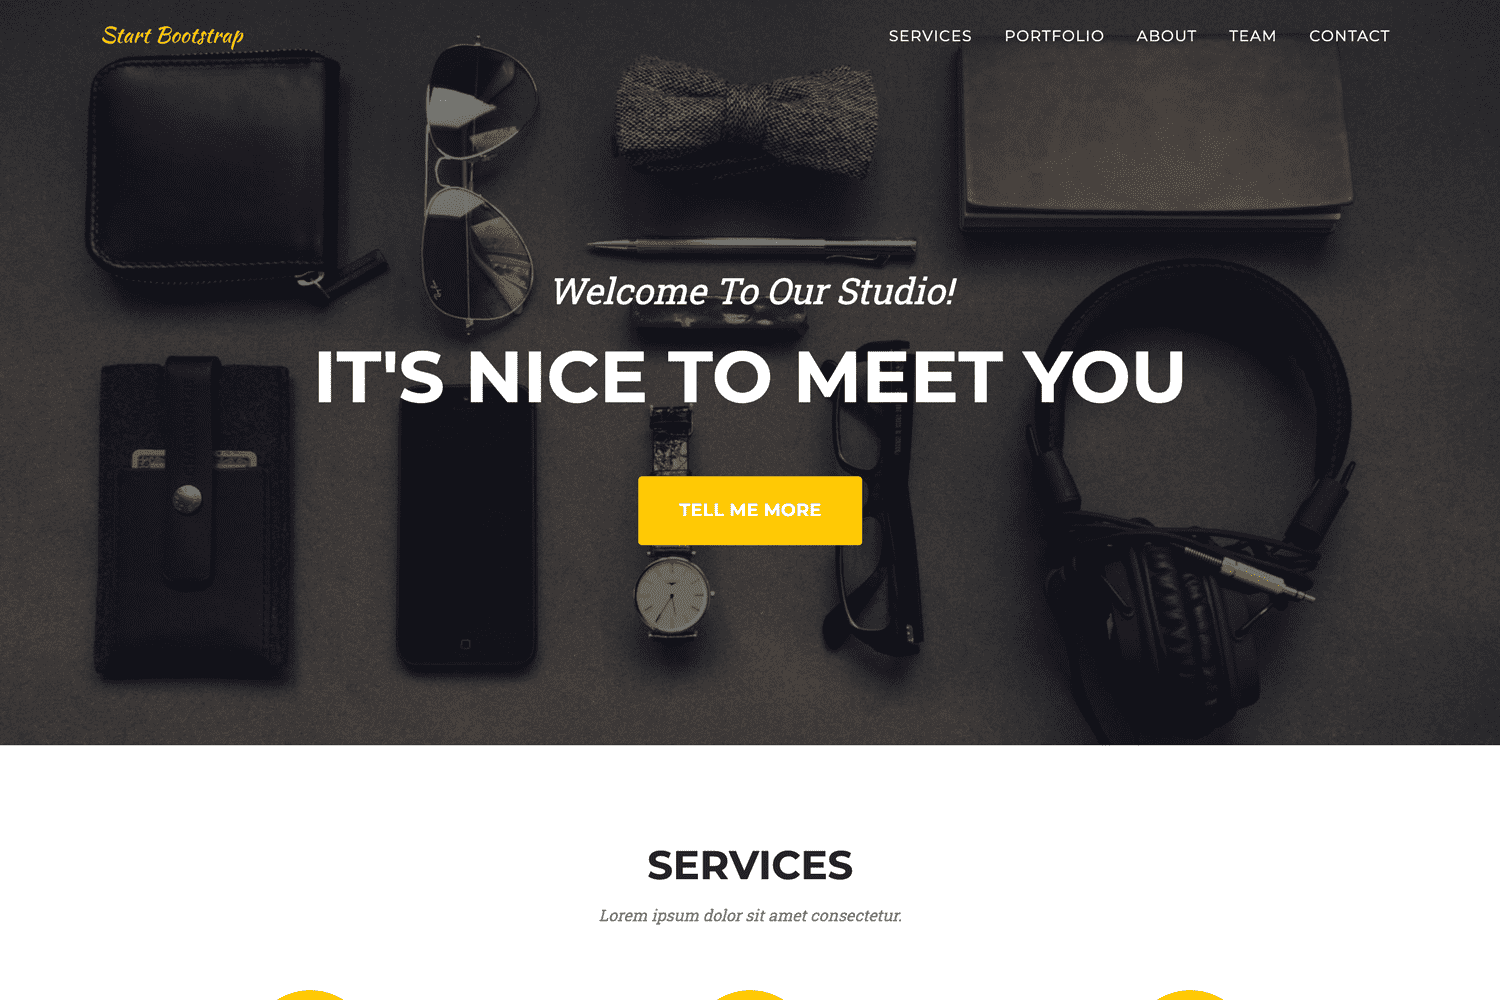 Start Bootstrap
SERVICES PORTFOLIO ABOUT TEAM CONTACT
Welcome To Our Studio!
IT'S NICE TO MEET YOU
TELL ME MORE
SERVICES
Lorem ipsum dolor sit amet consectetur.